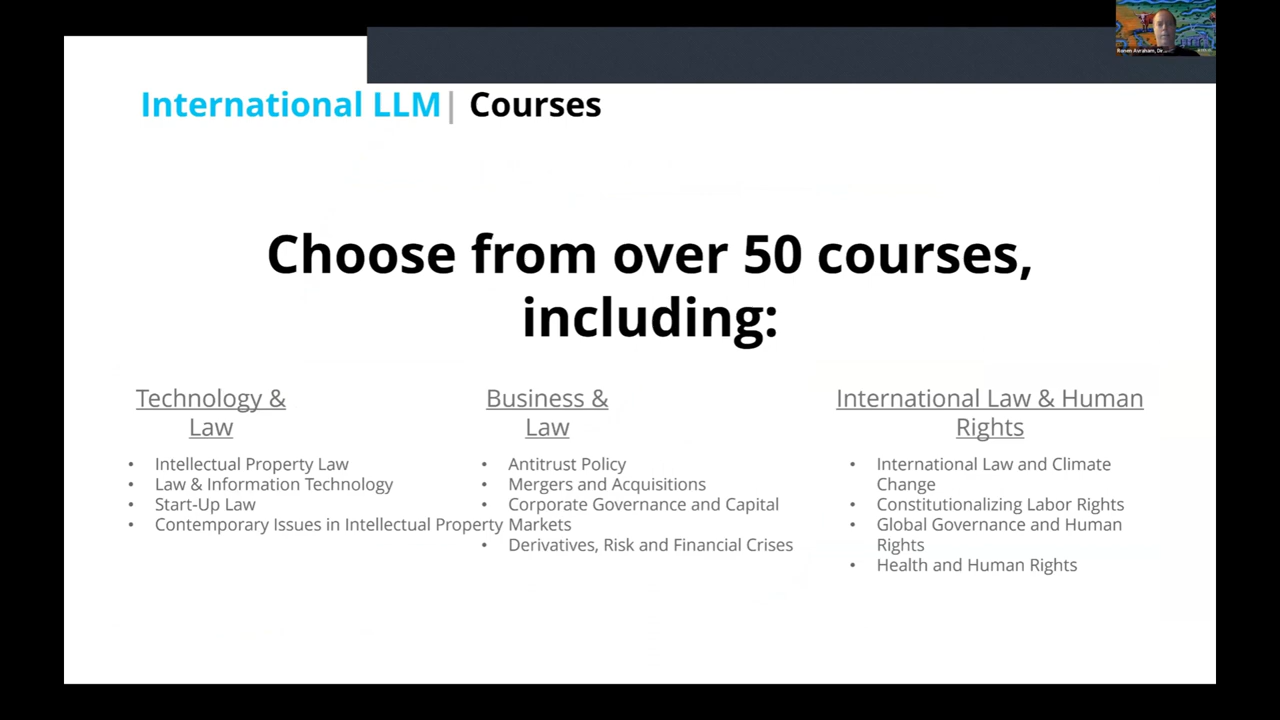 Ronen Avraham, Dir...
International LLM| Courses
Choose from over 50 courses,
including:
Technology &
Law
• Intellectual Property Law
• Law & Information Technology
• Start-Up Law
• Contemporary Issues in Intellectual Property
Business &
Law
• Antitrust Policy
• Mergers and Acquisitions
• Corporate Governance and Capital
Markets
• Derivatives, Risk and Financial Crises
International Law & Human
Rights
• International Law and Climate
Change
• Constitutionalizing Labor Rights
• Global Governance and Human
Rights
• Health and Human Rights